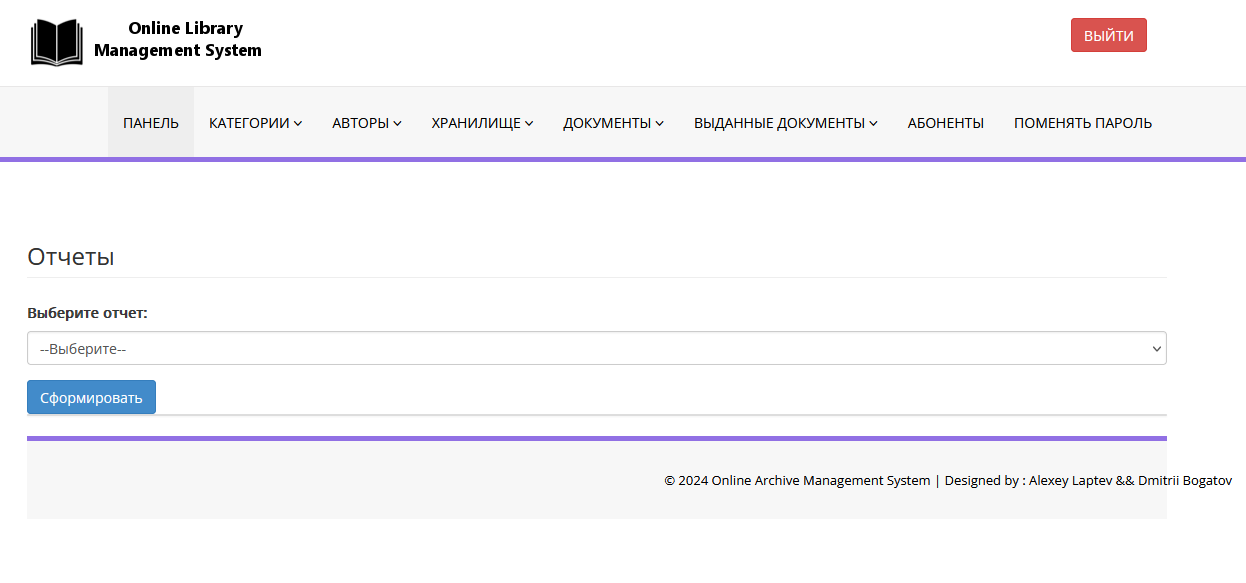 Online Library
Management System
ВЫЙТИ
ПАНЕЛЬ КАТЕГОРИИ АВТОРЫ ХРАНИЛИЩЕ ДОКУМЕНТЫ ВЫДАННЫЕ ДОКУМЕНТЫ АБОНЕНТЫ ПОМЕНЯТЬ ПАРОЛЬ
Отчеты
Выберите отчет:
--Выберите--
Сформировать
© 2024 Online Archive Management System | Designed by : Alexey Laptev && Dmitrii Bogatov